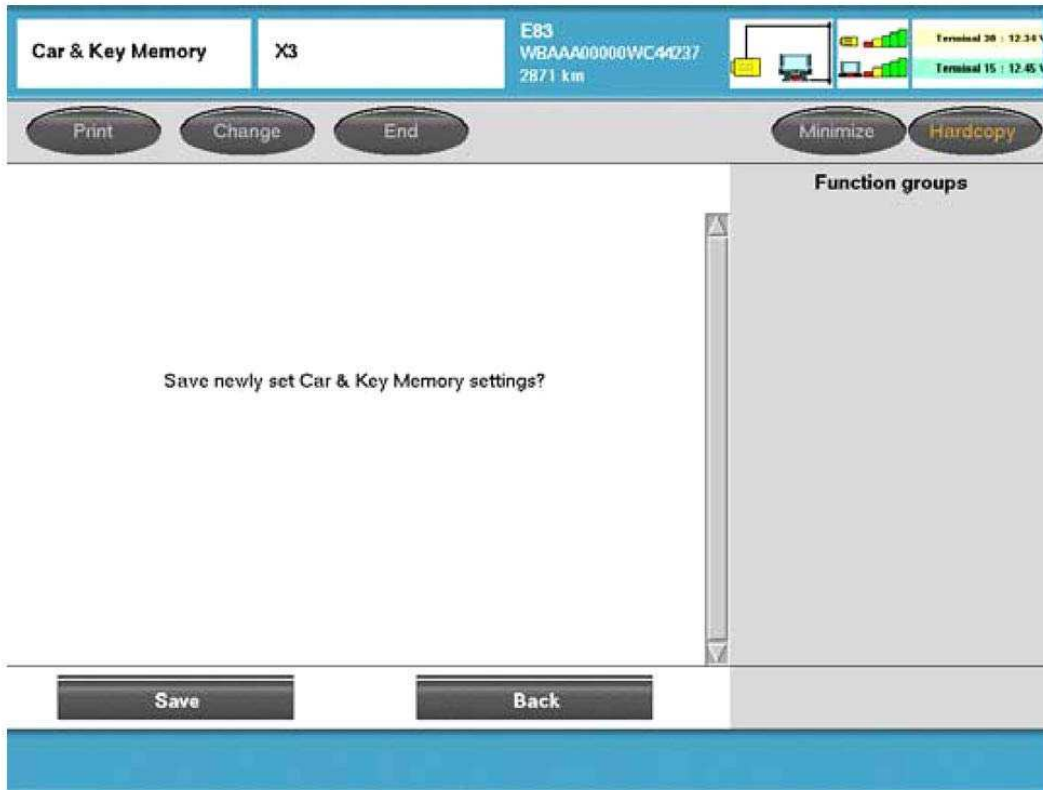 Car & Key Memory
X3
E83
WBAAA00000WC44237
2871 km
Terminal 30 : 12.34 V
Terminal 15 : 12.45 V
Print
Change
End
Minimize
Hardcopy
Function groups
Save newly set Car & Key Memory settings?
Save
Back